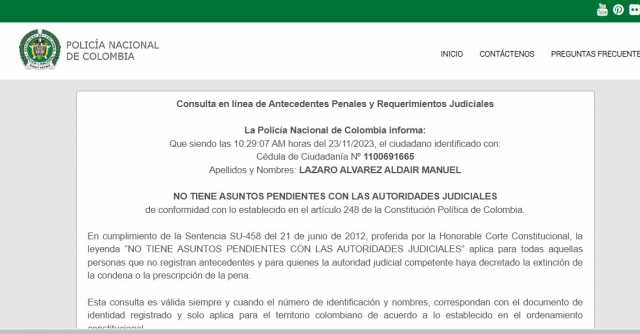 POLICÍA NACIONAL
DE COLOMBIA
INICIO CONTÁCTENOS PREGUNTAS FRECUENTE
Consulta en línea de Antecedentes Penales y Requerimientos Judiciales
La Policía Nacional de Colombia informa:
Que siendo las 10:29:07 AM horas del 23/11/2023, el ciudadano identificado con:
Cédula de Ciudadanía Nº 1100691665
Apellidos y Nombres: LAZARO ALVAREZ ALDAIR MANUEL
NO TIENE ASUNTOS PENDIENTES CON LAS AUTORIDADES JUDICIALES
de conformidad con lo establecido en el artículo 248 de la Constitución Política de Colombia.
En cumplimiento de la Sentencia SU-458 del 21 de junio de 2012, proferida por la Honorable Corte Constitucional, la
leyenda "NO TIENE ASUNTOS PENDIENTES CON LAS AUTORIDADES JUDICIALES" aplica para todas aquellas
personas que no registran antecedentes y para quienes la autoridad judicial competente haya decretado la extinción de
la condena o la prescripción de la pena.
Esta consulta es válida siempre y cuando el número de identificación y nombres, correspondan con el documento de
identidad registrado y solo aplica para el territorio colombiano de acuerdo a lo establecido en el ordenamiento
constitucional.